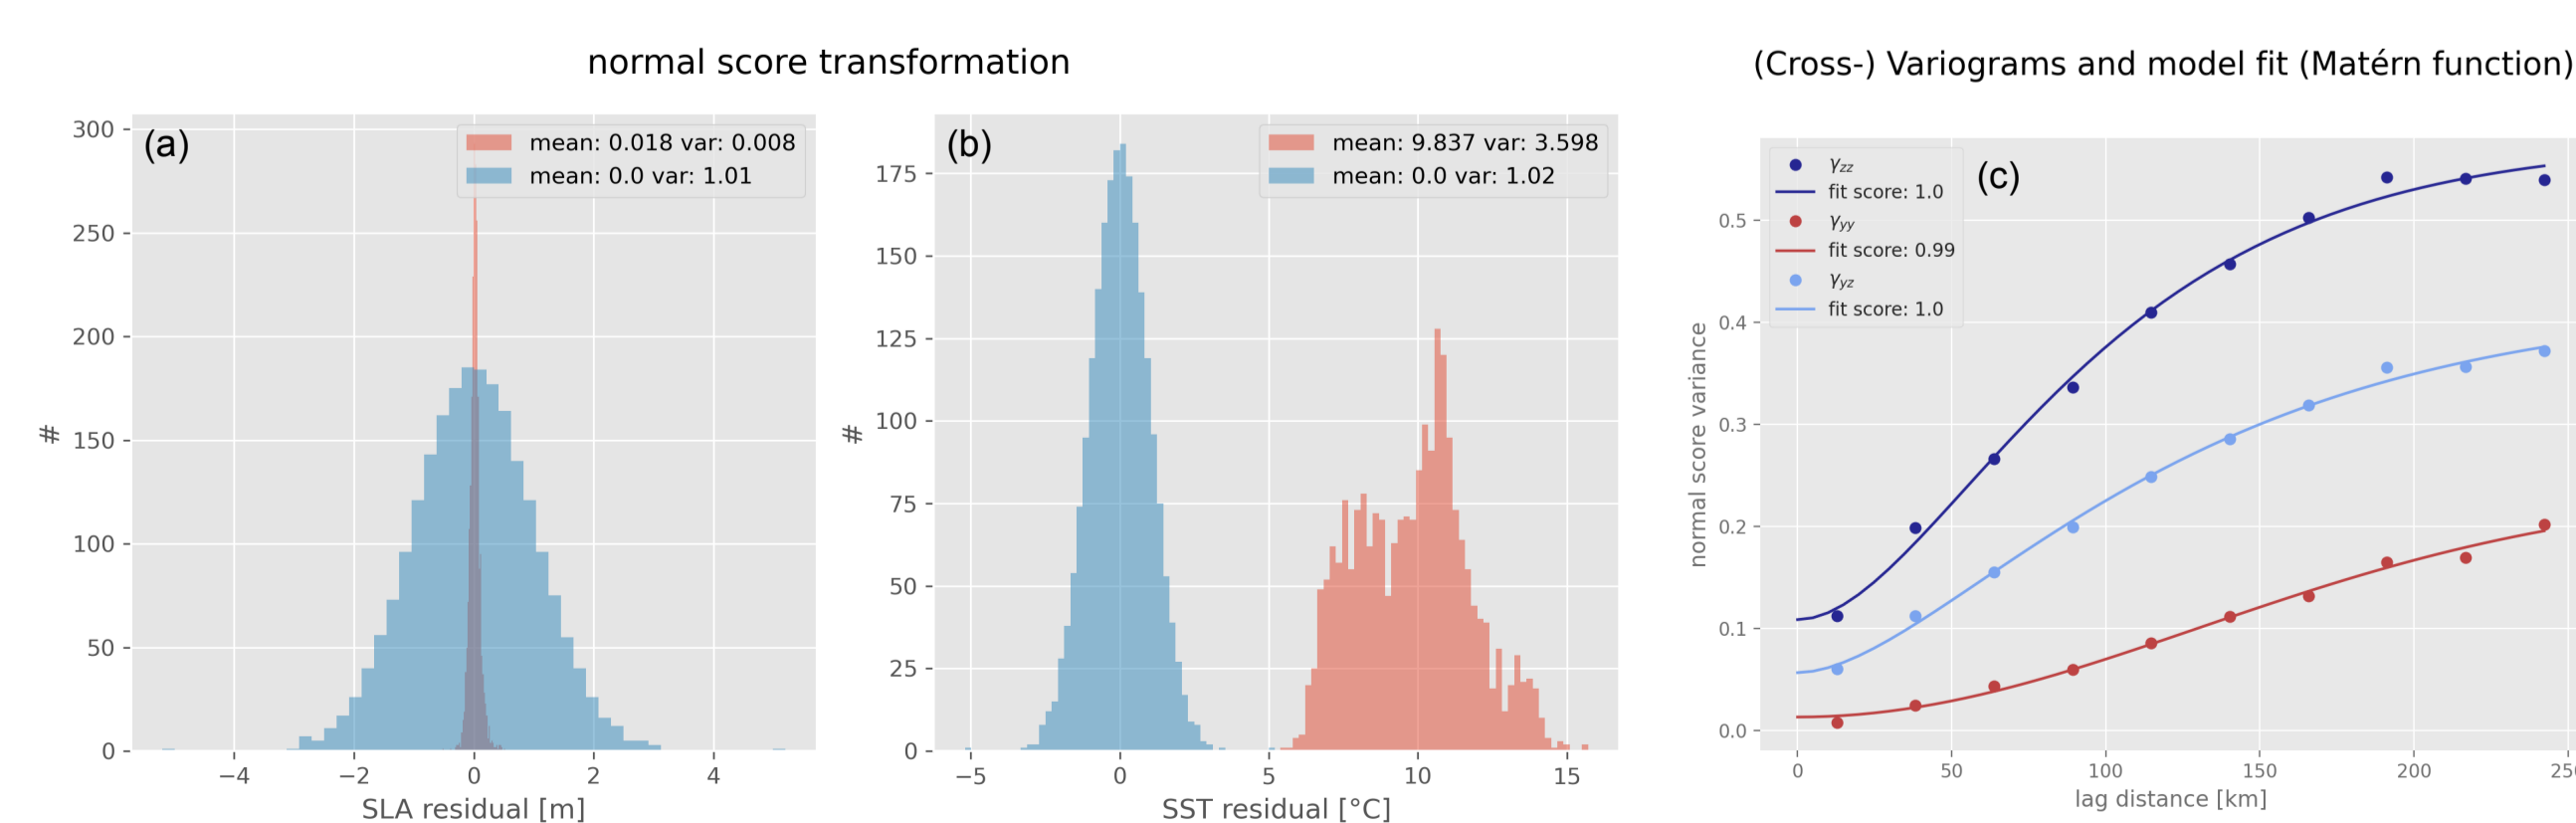 normal score transformation
(Cross-) Variograms and model fit (Matérn function)
(a)
mean: 0.018 var: 0.008
mean: 0.0 var: 1.01
300
250
200
150
100
50
0
#
−4 −2 0 2 4
SLA residual [m]
(b)
mean: 9.837 var: 3.598
mean: 0.0 var: 1.02
175
150
125
100
75
50
25
0
#
−5 0 5 10 15
SST residual [°C]
(c)
γzz
fit score: 1.0
γyy
fit score: 0.99
γyz
fit score: 1.0
0.5
0.4
0.3
0.2
0.1
0.0
normal score variance
0 50 100 150 200
lag distance [km]